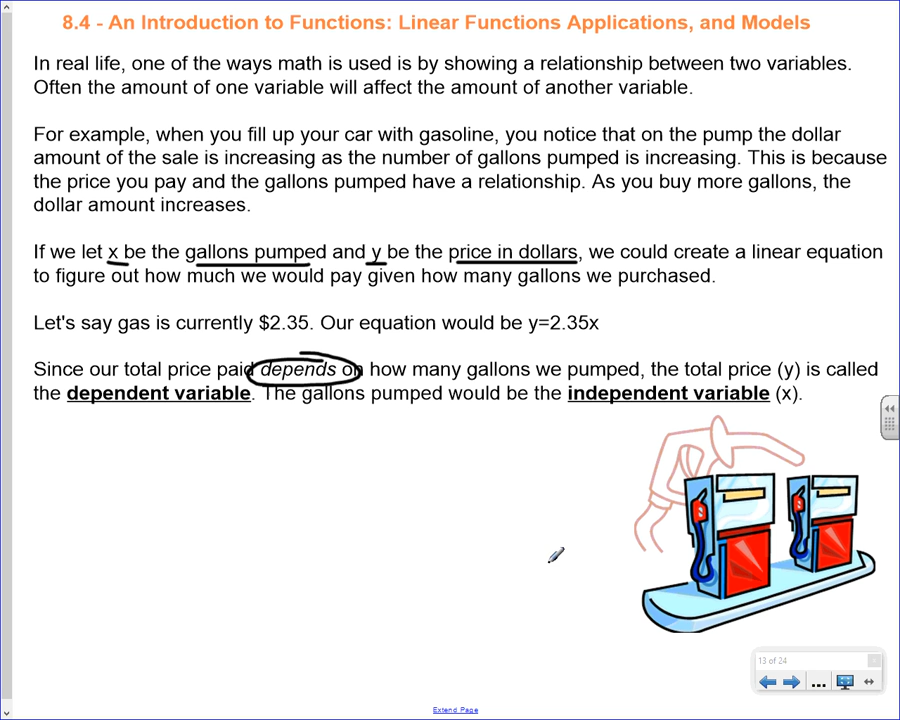 8.4 - An Introduction to Functions: Linear Functions Applications, and Models
In real life, one of the ways math is used is by showing a relationship between two variables.
Often the amount of one variable will affect the amount of another variable.
For example, when you fill up your car with gasoline, you notice that on the pump the dollar
amount of the sale is increasing as the number of gallons pumped is increasing. This is because
the price you pay and the gallons pumped have a relationship. As you buy more gallons, the
dollar amount increases.
If we let x be the gallons pumped and y be the price in dollars, we could create a linear equation
to figure out how much we would pay given how many gallons we purchased.
Let's say gas is currently $2.35. Our equation would be y=2.35x
Since our total price paid depends on how many gallons we pumped, the total price (y) is called
the dependent variable. The gallons pumped would be the independent variable (x).
13 of 24
...
Extend Page